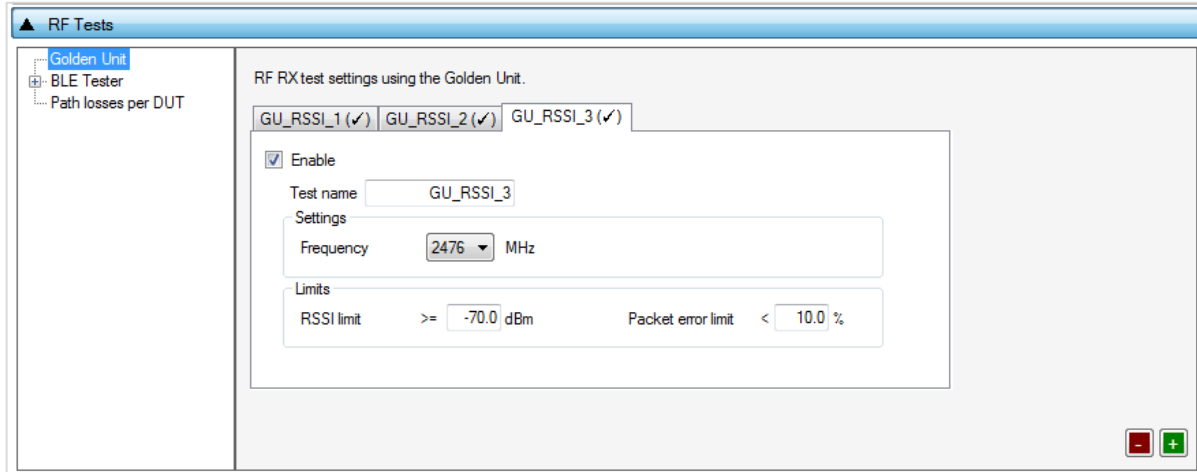 ▲ RF Tests
Golden Unit
BLE Tester
Path losses per DUT
RF RX test settings using the Golden Unit.
GU_RSSI_1 (✓) GU_RSSI_2 (✓) GU_RSSI_3 (✓)
Enable
Test name GU_RSSI_3
Settings
Frequency 2476 MHz
Limits
RSSI limit >= -70.0 dBm Packet error limit < 10.0 %
- +